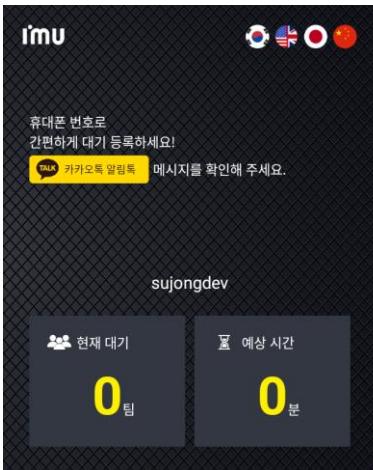 i'mu
휴대폰 번호로
간편하게 대기 등록하세요!
TALK 카카오톡 알림톡 메시지를 확인해 주세요.
sujongdev
현재 대기
0팀
예상 시간
0분